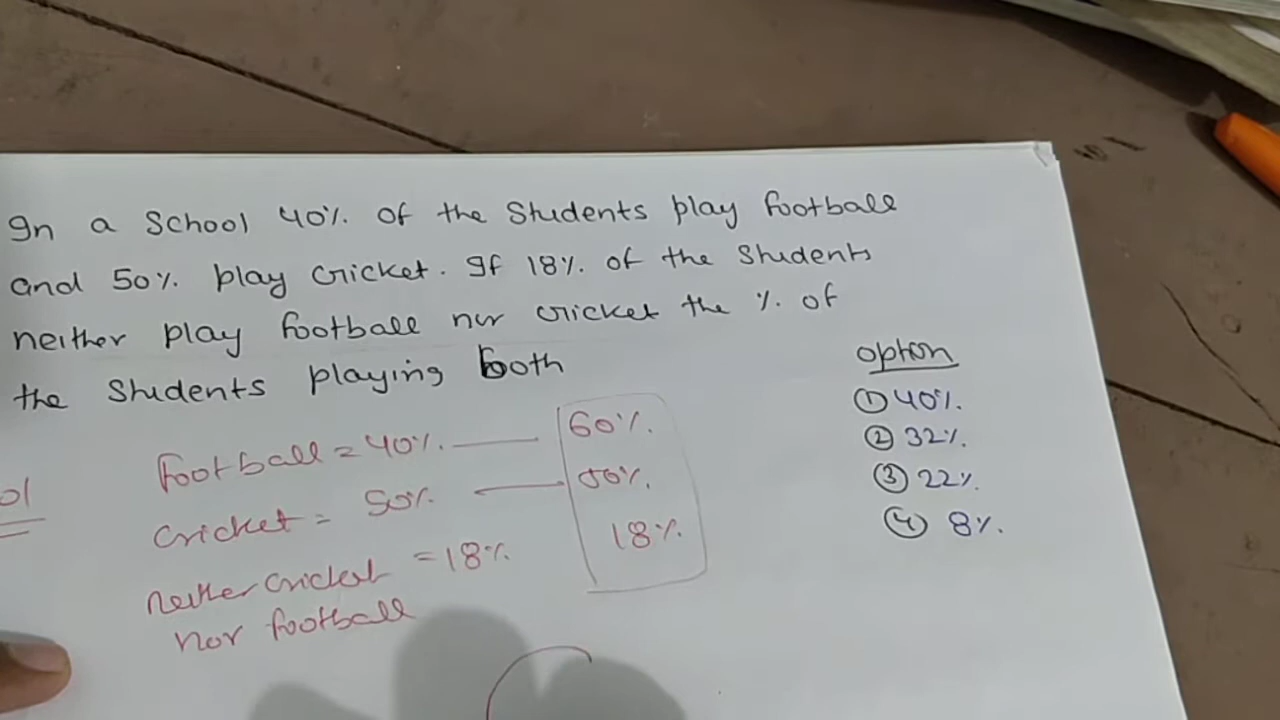 In a School 40% of the Students play football
and 50% play cricket. If 18% of the Students
neither play football nor cricket the % of
the Students playing both
option
① 40%.
② 32%.
③ 22%.
④ 8%.
Sol
football = 40%. 60%.
Cricket = 50% 50%.
neither cricket = 18% 18%
nor football